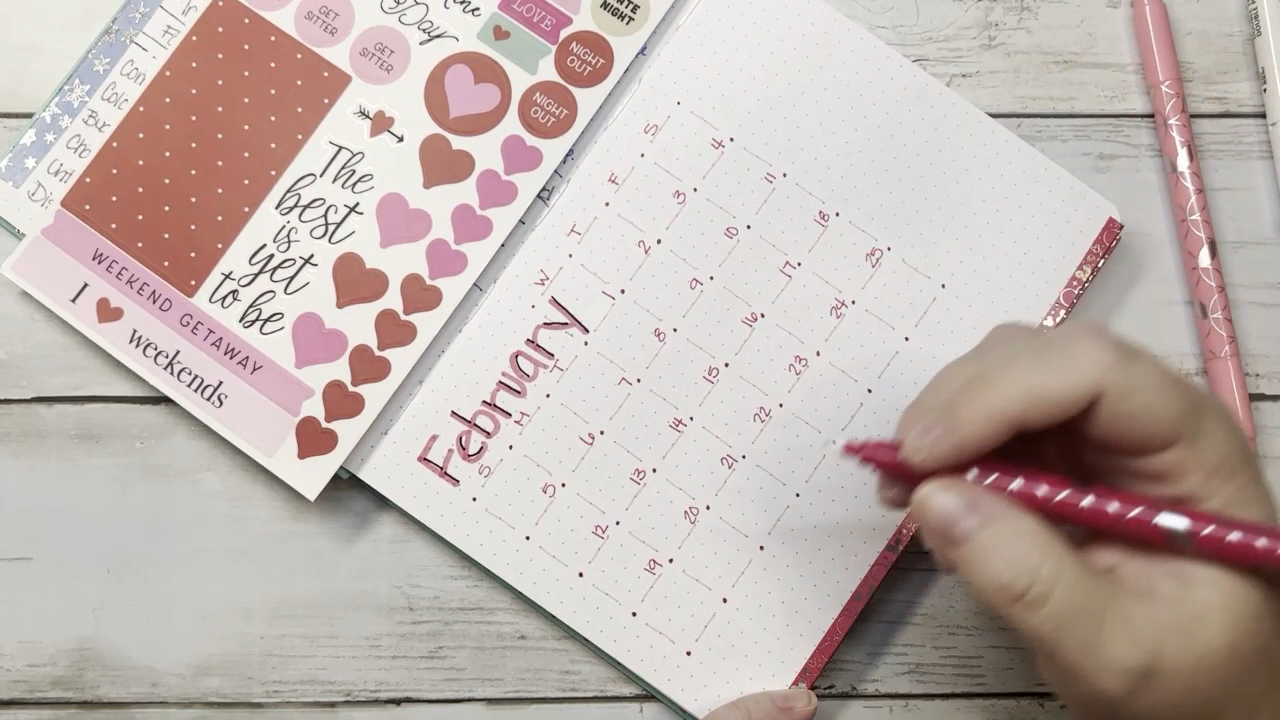 GET
SITTER
GET
SITTER
Day
LOVE
NIGHT
NIGHT
OUT
NIGHT
OUT
The
best
is
yet
to be
WEEKEND GETAWAY
I
weekends
February
S M T W T F S
1 2 3 4
5 6 7 8 9 10 11
12 13 14 15 16 17 18
19 20 21 22 23 24 25